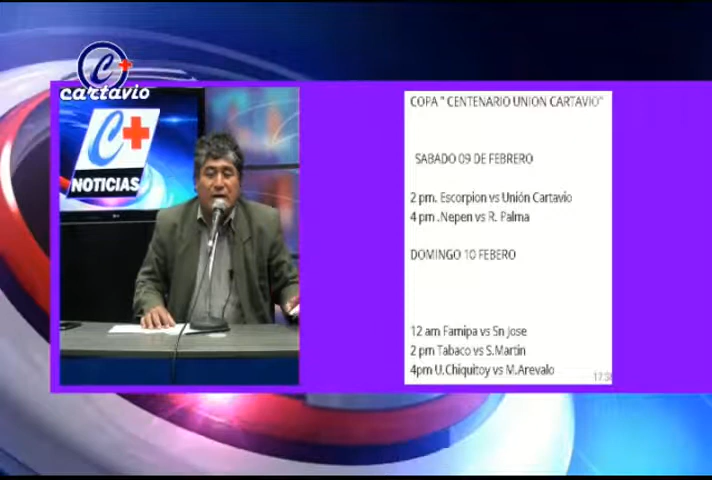 C+
cartavio
C+
NOTICIAS
COPA " CENTENARIO UNION CARTAVIO"
SABADO 09 DE FEBRERO
2 pm. Escorpion vs Unión Cartavio
4 pm .Nepen vs R. Palma
DOMINGO 10 FEBERO
12 am Famipa vs Sn Jose
2 pm Tabaco vs S.Martin
4pm U.Chiquitoy vs M.Arevalo